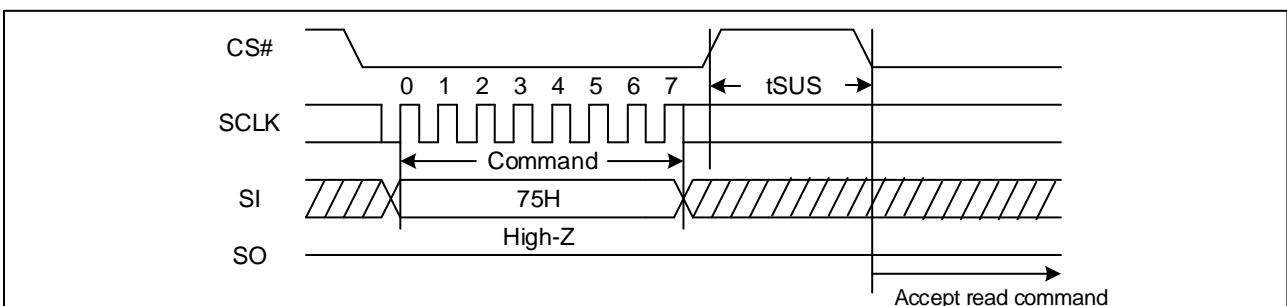 CS#
0 1 2 3 4 5 6 7
tSUS
SCLK
Command
SI
75H
High-Z
SO
Accept read command